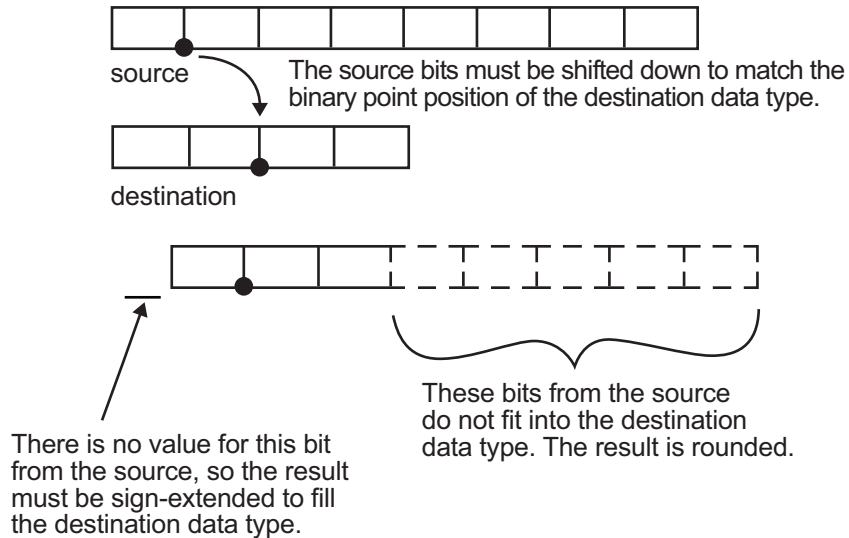 source
The source bits must be shifted down to match the
binary point position of the destination data type.
destination
These bits from the source
do not fit into the destination
data type. The result is rounded.
There is no value for this bit
from the source, so the result
must be sign-extended to fill
the destination data type.